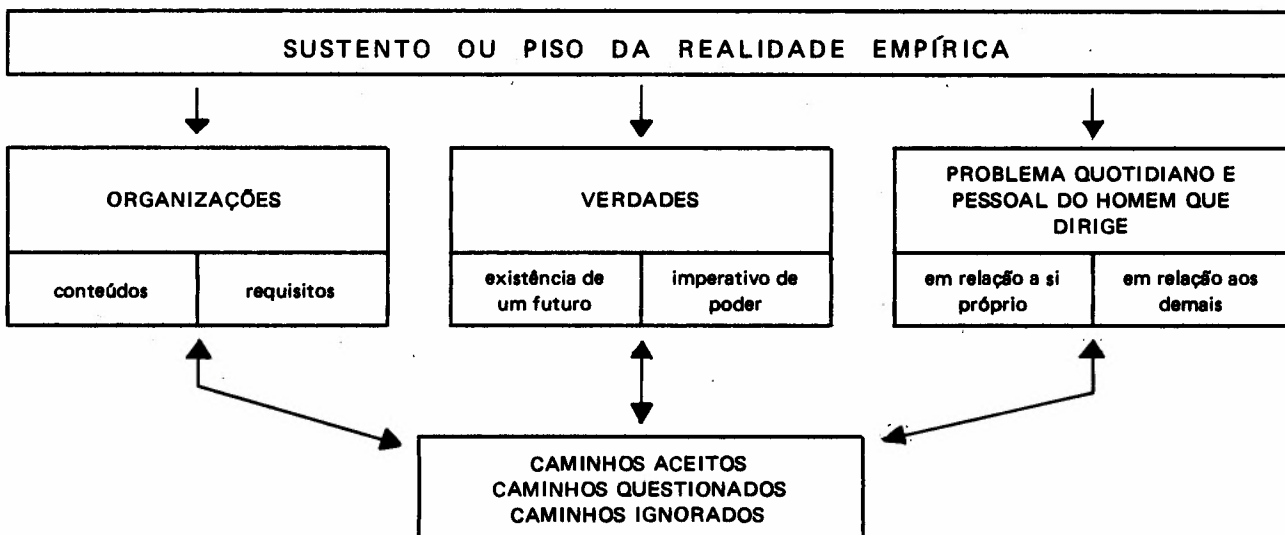 SUSTENTO OU PISO DA REALIDADE EMPÍRICA
ORGANIZAÇÕES
conteúdos
requisitos
VERDADES
existência de
um futuro
imperativo de
poder
PROBLEMA QUOTIDIANO E
PESSOAL DO HOMEM QUE
DIRIGE
em relação a si
próprio
em relação aos
demais
CAMINHOS ACEITOS
CAMINHOS QUESTIONADOS
CAMINHOS IGNORADOS